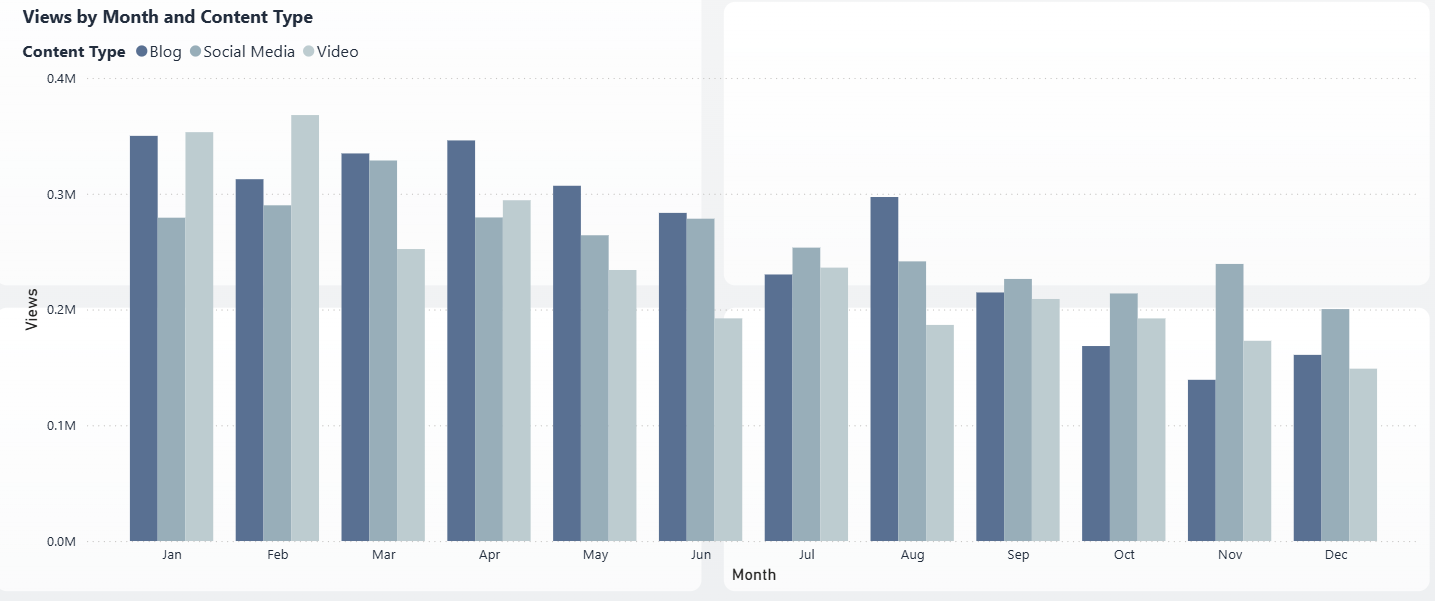 Views by Month and Content Type
Content Type Blog Social Media Video
0.4M
0.3M
0.2M
0.1M
0.0M
Views
Jan Feb Mar Apr May Jun Jul Aug Sep Oct Nov Dec
Month